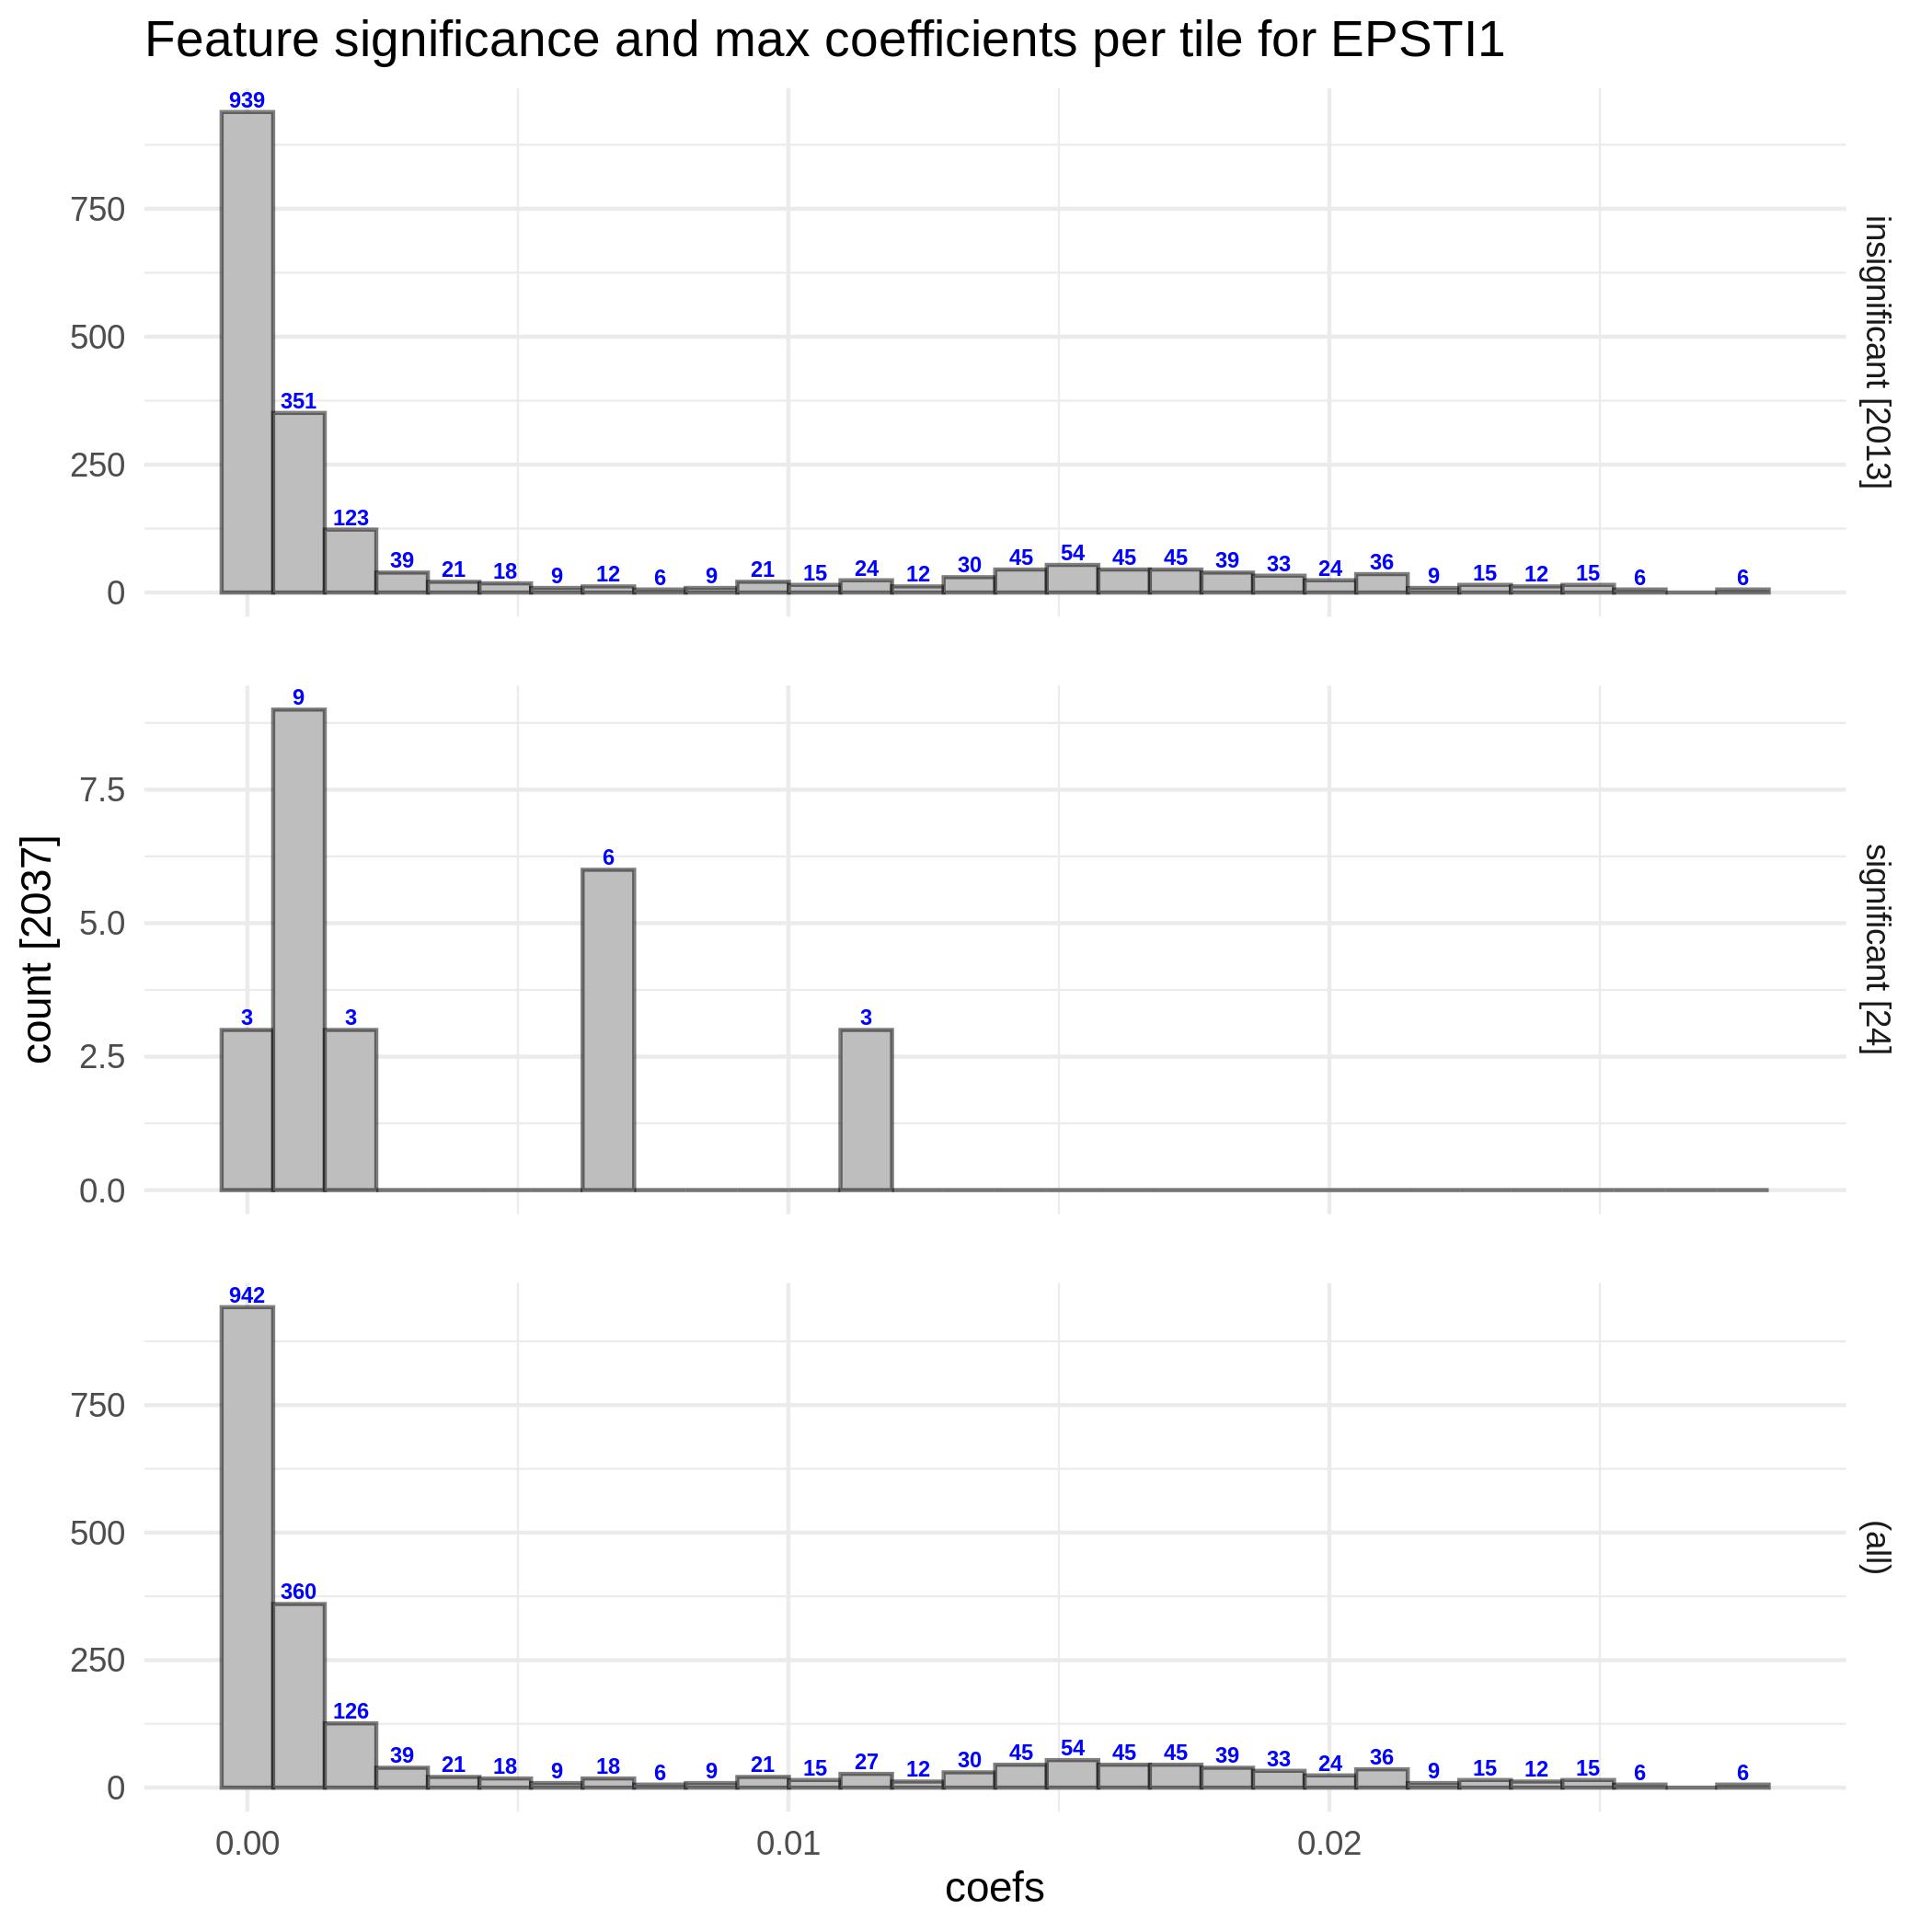 Feature significance and max coefficients per tile for EPSTI1
939
351
123
39 21 18 9 12 6 9 21 15 24 12 30 45 54 45 45 39 33 24 36 9 15 12 15 6 6
750
500
250
0
insignificant [2013]
9
3 3 6 3
7.5
5.0
2.5
0.0
significant [24]
count [2037]
942
360
126
39 21 18 9 18 6 9 21 15 27 12 30 45 54 45 45 39 33 24 36 9 15 12 15 6 6
750
500
250
0
(all)
0.00 0.01 0.02
coefs